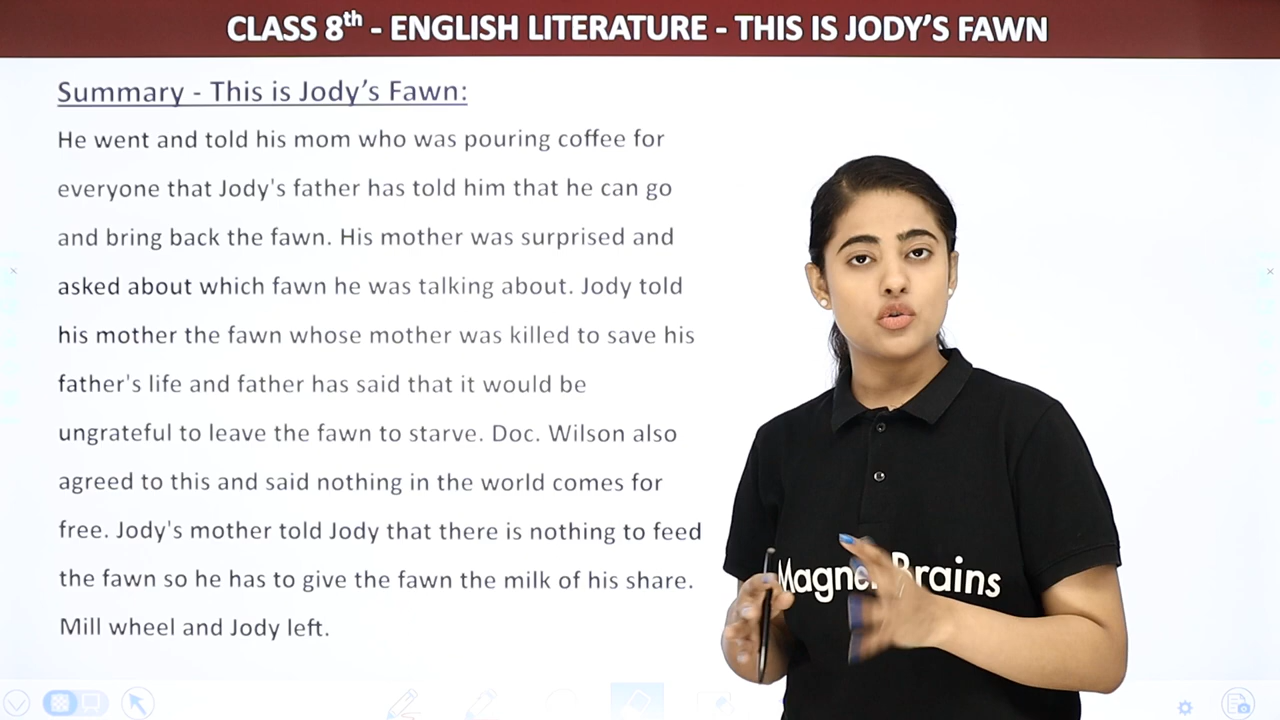 CLASS 8th - ENGLISH LITERATURE - THIS IS JODY'S FAWN
Summary - This is Jody's Fawn:
He went and told his mom who was pouring coffee for
everyone that Jody's father has told him that he can go
and bring back the fawn. His mother was surprised and
asked about which fawn he was talking about. Jody told
his mother the fawn whose mother was killed to save his
father's life and father has said that it would be
ungrateful to leave the fawn to starve. Doc. Wilson also
agreed to this and said nothing in the world comes for
free. Jody's mother told Jody that there is nothing to feed
the fawn so he has to give the fawn the milk of his share.
Mill wheel and Jody left.
Magnet Brains